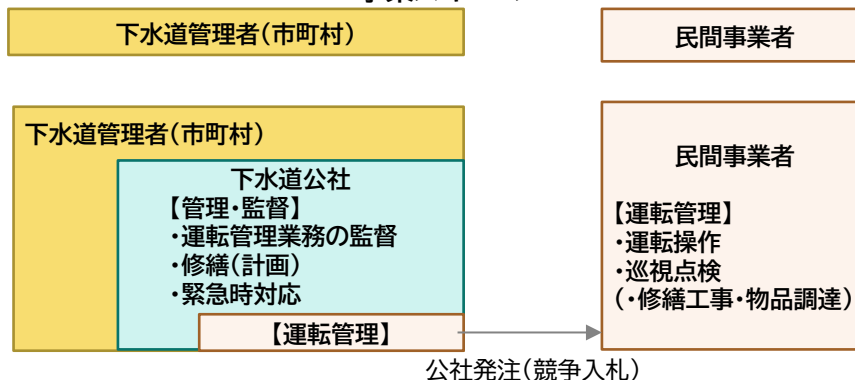 下水道管理者(市町村)
民間事業者
下水道管理者(市町村)
下水道公社
【管理・監督】
・運転管理業務の監督
・修繕(計画)
・緊急時対応
【運転管理】
民間事業者
【運転管理】
・運転操作
・巡視点検
(・修繕工事・物品調達)
公社発注(競争入札)